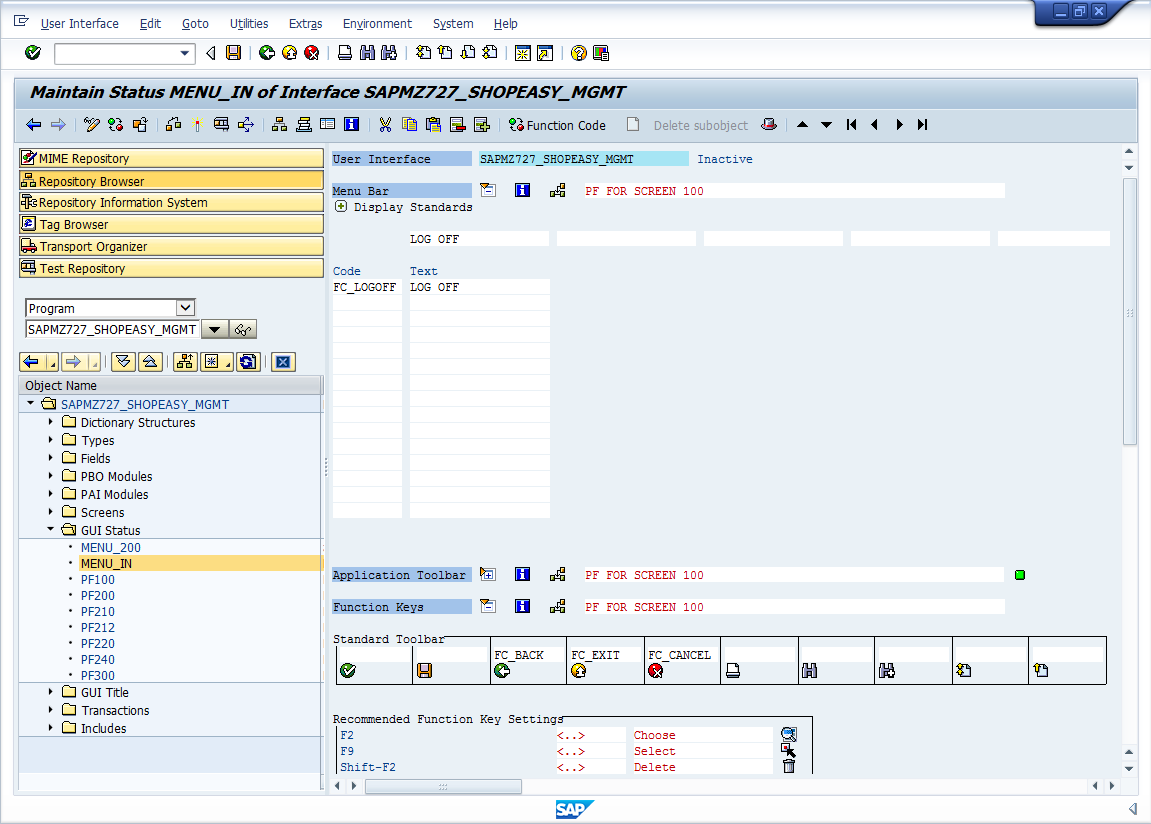 User Interface Edit Goto Utilities Extras Environment System Help
Maintain Status MENU_IN of Interface SAPMZ727_SHOPEASY_MGMT
Function Code Delete subobject
MIME Repository
Repository Browser
Repository Information System
Tag Browser
Transport Organizer
Test Repository
Program
SAPMZ727_SHOPEASY_MGMT
Object Name
SAPMZ727_SHOPEASY_MGMT
Dictionary Structures
Types
Fields
PBO Modules
PAI Modules
Screens
GUI Status
MENU_200
MENU_IN
PF100
PF200
PF210
PF212
PF220
PF240
PF300
GUI Title
Transactions
Includes
User Interface SAPMZ727_SHOPEASY_MGMT Inactive
Menu Bar PF FOR SCREEN 100
Display Standards
LOG OFF
Code Text
FC_LOGOFF LOG OFF
Application Toolbar PF FOR SCREEN 100
Function Keys PF FOR SCREEN 100
Standard Toolbar
FC_BACK FC_EXIT FC_CANCEL
Recommended Function Key Settings
F2 <..> Choose
F9 <..> Select
Shift-F2 <..> Delete
SAP